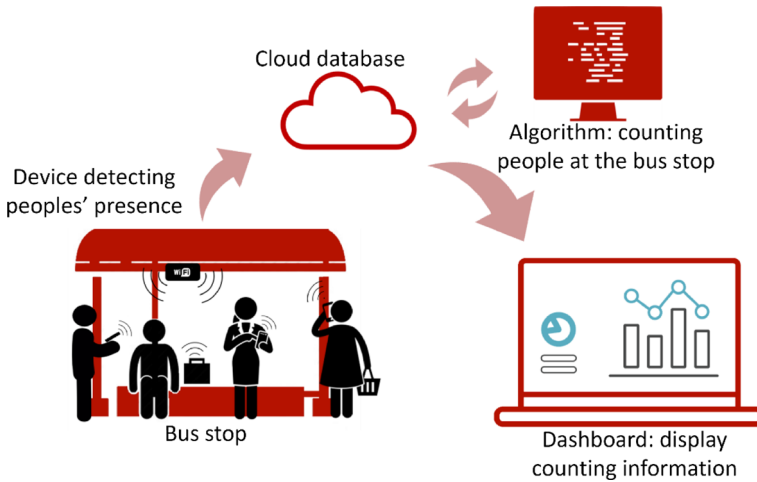 Cloud database
Algorithm: counting
people at the bus stop
Device detecting
peoples’ presence
WiFi
Bus stop
Dashboard: display
counting information